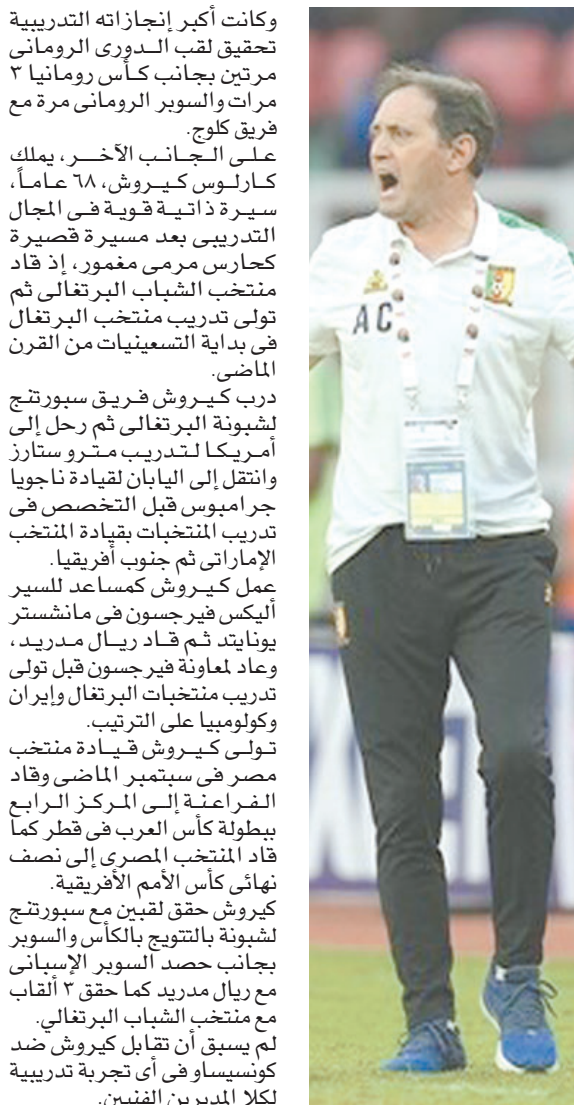 وكانت أكبر إنجازاته التدريبية
تحقيق لقب الدورى الرومانى
مرتين بجانب كأس رومانيا ٣
مرات والسوبر الرومانى مرة مع
فريق كلوج.
على الجانب الآخر، يملك
كارلوس كيروش، ٦٨ عاماً،
سيرة ذاتية قوية فى المجال
التدريبى بعد مسيرة قصيرة
كحارس مرمى مغمور، إذ قاد
منتخب الشباب البرتغالى ثم
تولى تدريب منتخب البرتغال
فى بداية التسعينيات من القرن
الماضى.
درب كيروش فريق سبورتنج
لشبونة البرتغالى ثم رحل إلى
أمريكا لتدريب مترو ستارز
وانتقل إلى اليابان لقيادة ناجويا
جرامبوس قبل التخصص فى
تدريب المنتخبات بقيادة المنتخب
الإماراتى ثم جنوب أفريقيا.
عمل كيروش كمساعد للسير
أليكس فيرجسون فى مانشستر
يونايتد ثم قاد ريال مدريد،
وعاد لمعاونة فيرجسون قبل تولى
تدريب منتخبات البرتغال وإيران
وكولومبيا على الترتيب.
تولى كيروش قيادة منتخب
مصر فى سبتمبر الماضى وقاد
الفراعنة إلى المركز الرابع
ببطولة كأس العرب فى قطر كما
قاد المنتخب المصرى إلى نصف
نهائى كأس الأمم الأفريقية.
كيروش حقق لقبين مع سبورتنج
لشبونة بالتتويج بالكأس والسوبر
بجانب حصد السوبر الإسبانى
مع ريال مدريد كما حقق ٣ ألقاب
مع منتخب الشباب البرتغالي.
لم يسبق أن تقابل كيروش ضد
كونسيساو فى أى تجربة تدريبية
لكلا المديرين الفنيين.
A C